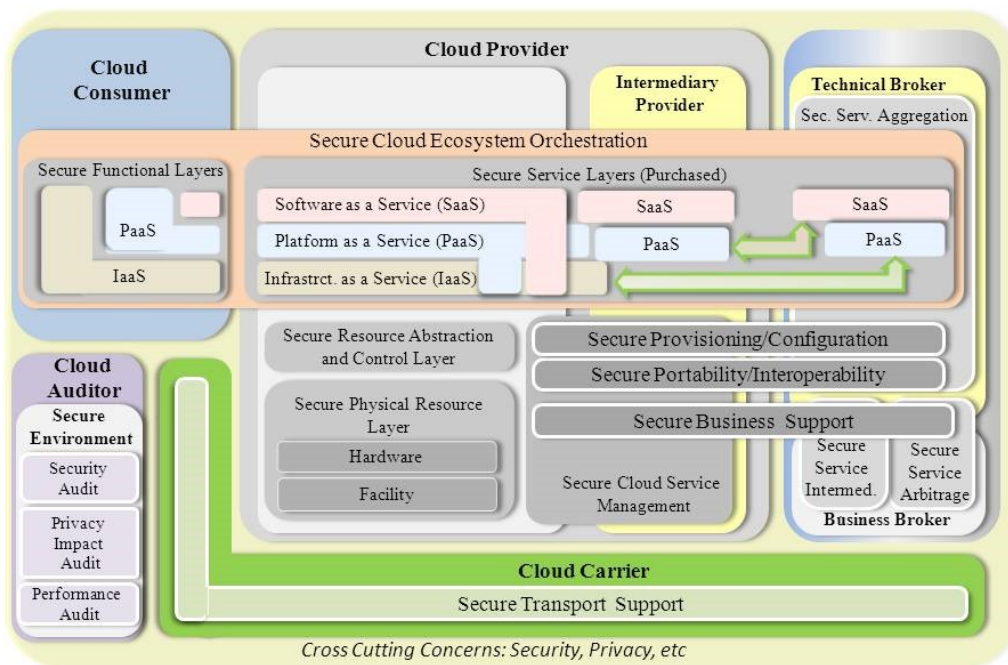 Cloud
Consumer
Cloud Provider
Intermediary
Provider
Technical Broker
Sec. Serv. Aggregation
Secure Cloud Ecosystem Orchestration
Secure Functional Layers
PaaS
IaaS
Secure Service Layers (Purchased)
Software as a Service (SaaS)
Platform as a Service (PaaS)
Infrastrct. as a Service (IaaS)
SaaS
PaaS
SaaS
PaaS
Secure Resource Abstraction
and Control Layer
Secure Physical Resource
Layer
Hardware
Facility
Secure Provisioning/Configuration
Secure Portability/Interoperability
Secure Business Support
Secure Cloud Service
Management
Secure
Service
Intermed.
Secure
Service
Arbitrage
Business Broker
Cloud
Auditor
Secure
Environment
Security
Audit
Privacy
Impact
Audit
Performance
Audit
Cloud Carrier
Secure Transport Support
Cross Cutting Concerns: Security, Privacy, etc